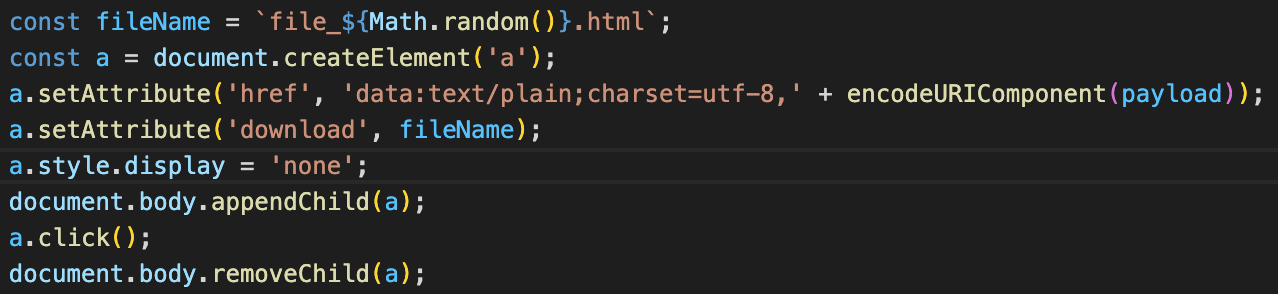 const fileName = `file_${Math.random()}.html`;
const a = document.createElement('a');
a.setAttribute('href', 'data:text/plain;charset=utf-8,' + encodeURIComponent(payload));
a.setAttribute('download', fileName);
a.style.display = 'none';
document.body.appendChild(a);
a.click();
document.body.removeChild(a);